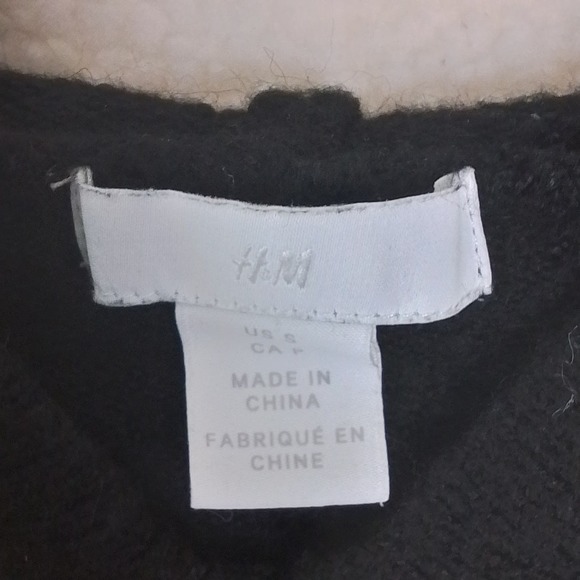 H&M
US S
CA
MADE IN
CHINA
FABRIQUÉ EN
CHINE